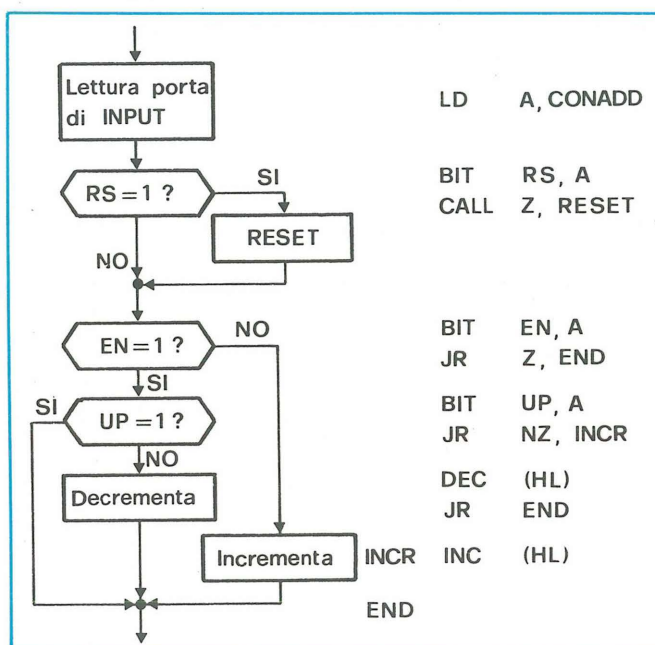 Lettura porta
di INPUT
LD A, CONADD
RS=1 ?
SI
BIT RS, A
CALL Z, RESET
RESET
NO
EN=1 ?
NO
BIT EN, A
JR Z, END
SI
SI
UP=1 ?
BIT UP, A
JR NZ, INCR
NO
Decrementa
DEC (HL)
JR END
Incrementa
INCR INC (HL)
END